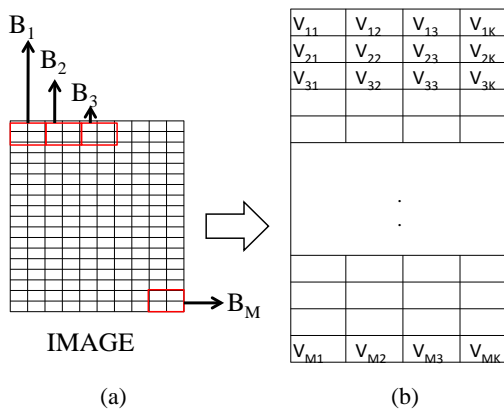 B1
B2
B3
BM
IMAGE
(a)
V11 V12 V13 V1K
V21 V22 V23 V2K
V31 V32 V33 V3K
.
.
VM1 VM2 VM3 VMK
(b)